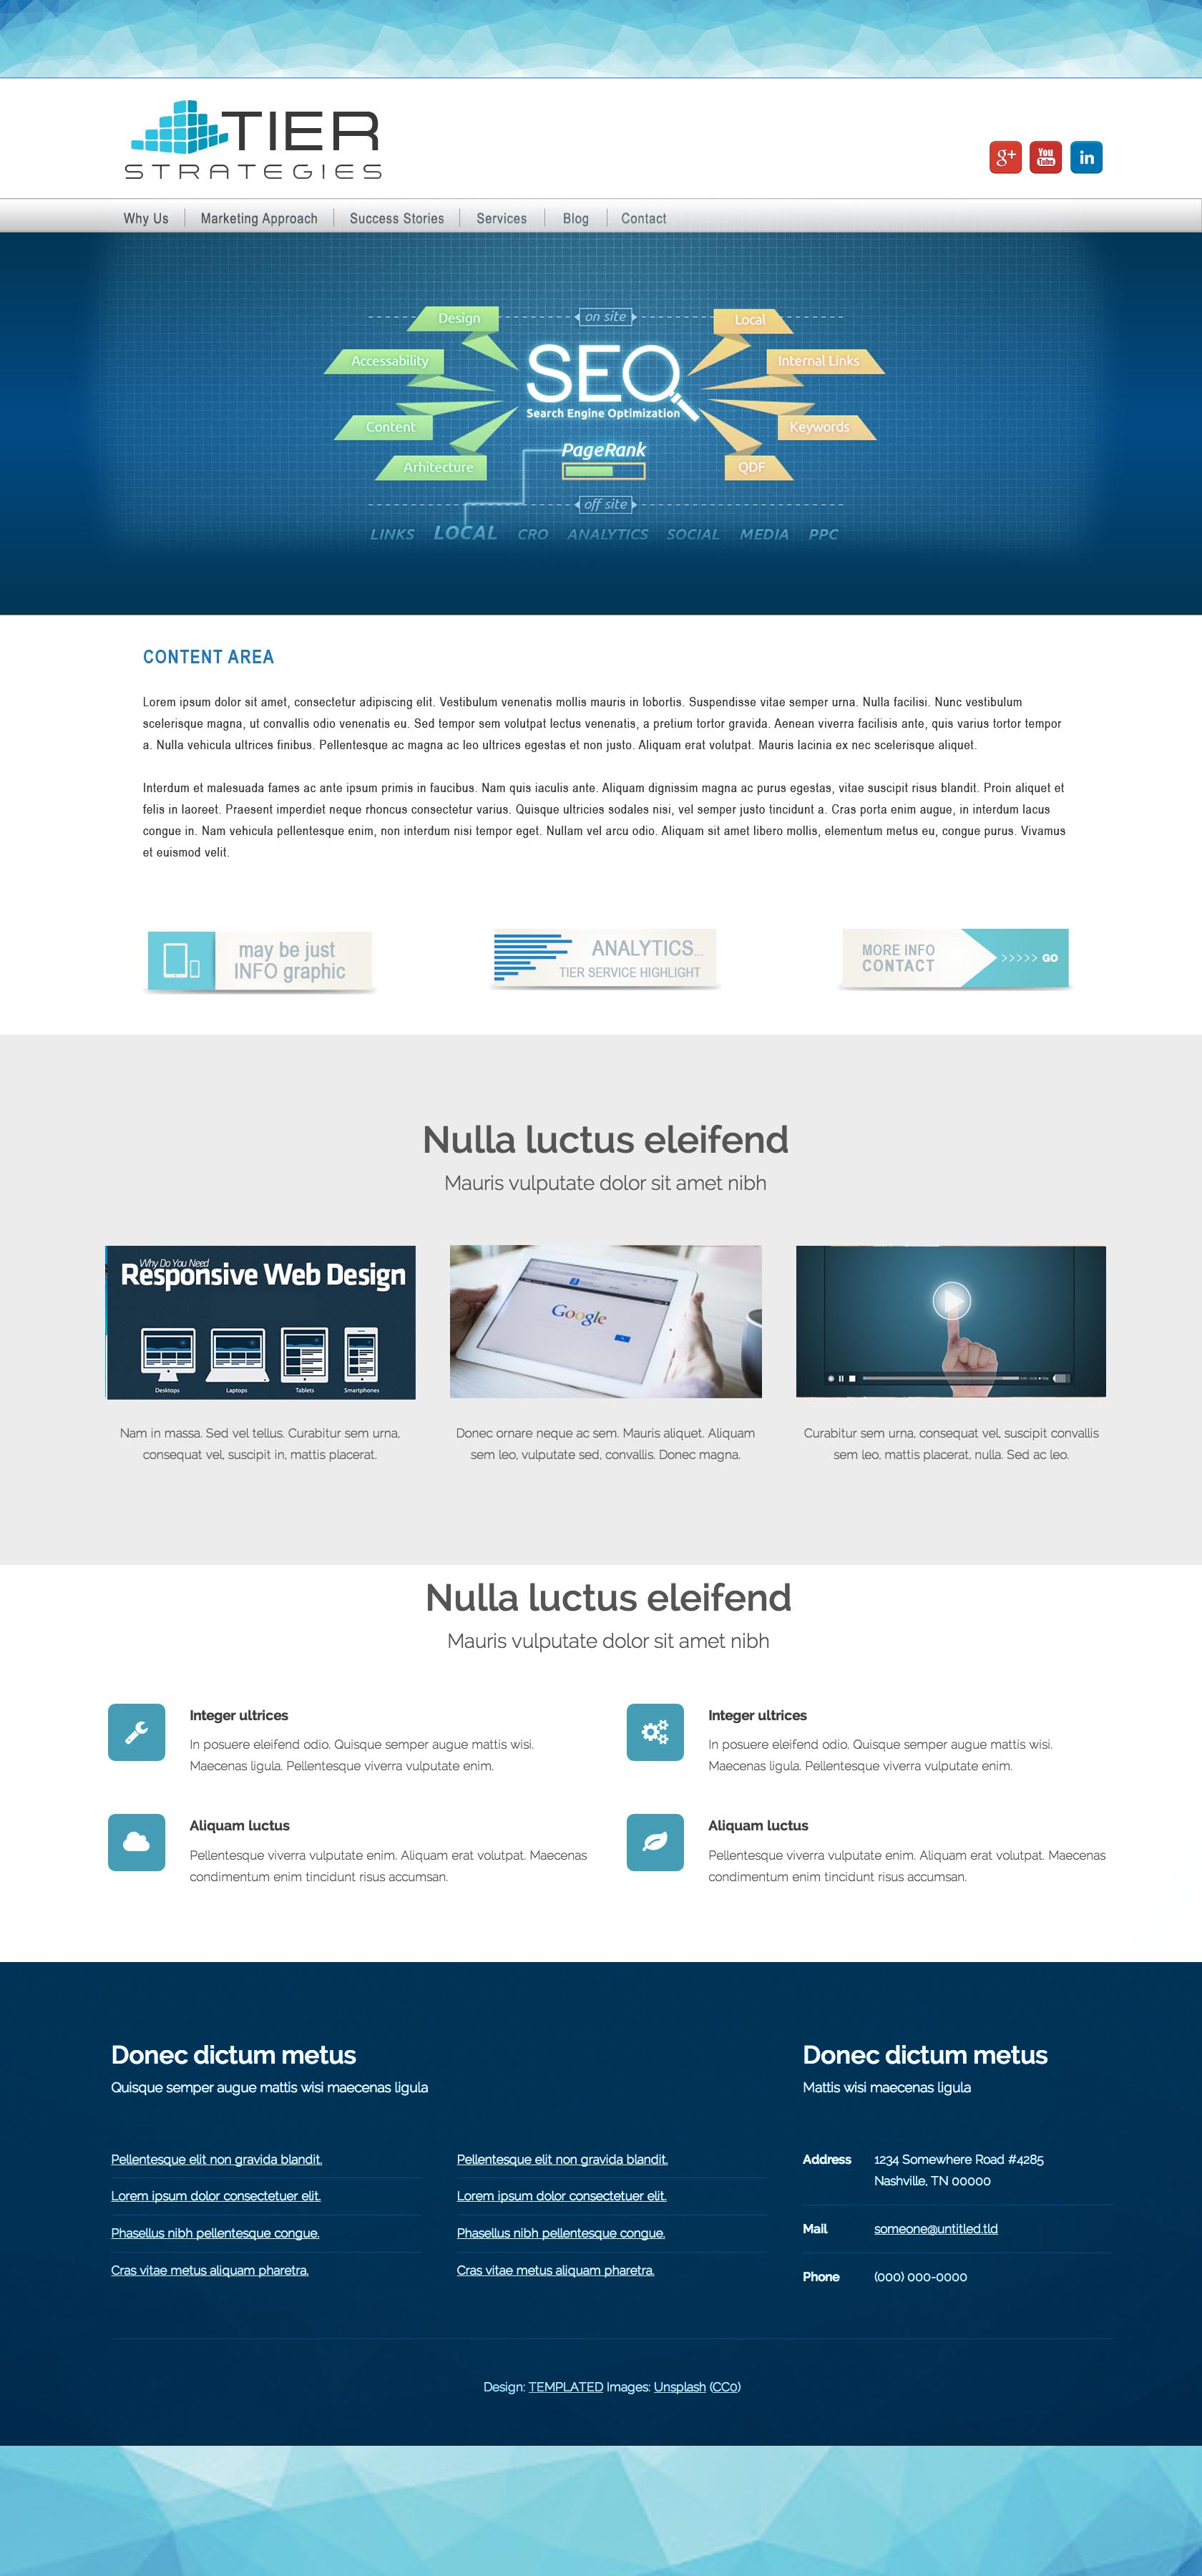 TIER
STRATEGIES
g+
You
Tube
in
Why Us
Marketing Approach
Success Stories
Services
Blog
Contact
Design
on site
Local
Accessability
Internal Links
SEO
Search Engine Optimization
Content
Keywords
PageRank
Arhitecture
QDF
off site
LINKS LOCAL CRO ANALYTICS SOCIAL MEDIA PPC
CONTENT AREA
Lorem ipsum dolor sit amet, consectetur adipiscing elit. Vestibulum venenatis mollis mauris in lobortis. Suspendisse vitae semper urna. Nulla facilisi. Nunc vestibulum
scelerisque magna, ut convallis odio venenatis eu. Sed tempor sem volutpat lectus venenatis, a pretium tortor gravida. Aenean viverra facilisis ante, quis varius tortor tempor
a. Nulla vehicula ultrices finibus. Pellentesque ac magna ac leo ultrices egestas et non justo. Aliquam erat volutpat. Mauris lacinia ex nec scelerisque aliquet.
Interdum et malesuada fames ac ante ipsum primis in faucibus. Nam quis iaculis ante. Aliquam dignissim magna ac purus egestas, vitae suscipit risus blandit. Proin aliquet et
felis in laoreet. Praesent imperdiet neque rhoncus consectetur varius. Quisque ultricies sodales nisi, vel semper justo tincidunt a. Cras porta enim augue, in interdum lacus
congue in. Nam vehicula pellentesque enim, non interdum nisi tempor eget. Nullam vel arcu odio. Aliquam sit amet libero mollis, elementum metus eu, congue purus. Vivamus
et euismod velit.
may be just
INFO graphic
ANALYTICS...
TIER SERVICE HIGHLIGHT
MORE INFO
CONTACT
>>>>> GO
Nulla luctus eleifend
Mauris vulputate dolor sit amet nibh
Why Do You Need
Responsive Web Design
Desktops
Laptops
Tablets
Smartphones
Google
Nam in massa. Sed vel tellus. Curabitur sem urna,
consequat vel, suscipit in, mattis placerat.
Donec ornare neque ac sem. Mauris aliquet. Aliquam
sem leo, vulputate sed, convallis. Donec magna.
Curabitur sem urna, consequat vel, suscipit convallis
sem leo, mattis placerat, nulla. Sed ac leo.
Nulla luctus eleifend
Mauris vulputate dolor sit amet nibh
Integer ultrices
In posuere eleifend odio. Quisque semper augue mattis wisi.
Maecenas ligula. Pellentesque viverra vulputate enim.
Integer ultrices
In posuere eleifend odio. Quisque semper augue mattis wisi.
Maecenas ligula. Pellentesque viverra vulputate enim.
Aliquam luctus
Pellentesque viverra vulputate enim. Aliquam erat volutpat. Maecenas
condimentum enim tincidunt risus accumsan.
Aliquam luctus
Pellentesque viverra vulputate enim. Aliquam erat volutpat. Maecenas
condimentum enim tincidunt risus accumsan.
Donec dictum metus
Quisque semper augue mattis wisi maecenas ligula
Pellentesque elit non gravida blandit.
Lorem ipsum dolor consectetuer elit.
Phasellus nibh pellentesque congue.
Cras vitae metus aliquam pharetra.
Pellentesque elit non gravida blandit.
Lorem ipsum dolor consectetuer elit.
Phasellus nibh pellentesque congue.
Cras vitae metus aliquam pharetra.
Donec dictum metus
Mattis wisi maecenas ligula
Address
1234 Somewhere Road #4285
Nashville, TN 00000
Mail
someone@untitled.tld
Phone
(000) 000-0000
Design: TEMPLATED Images: Unsplash (CC0)